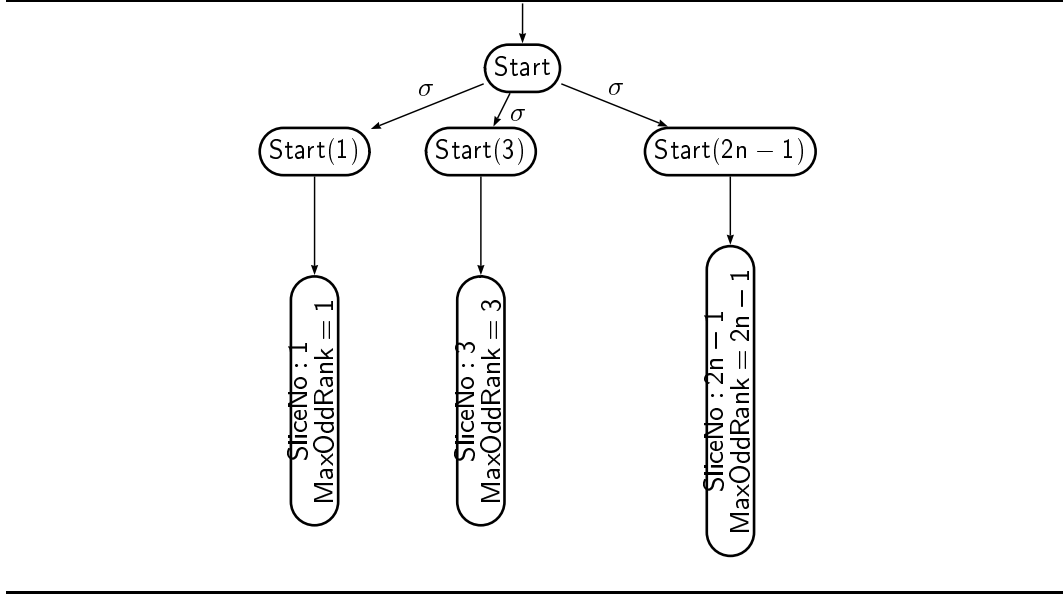 Start
σ
σ
σ
Start(1)
Start(3)
Start(2n − 1)
SliceNo : 1
MaxOddRank = 1
SliceNo : 3
MaxOddRank = 3
SliceNo : 2n − 1
MaxOddRank = 2n − 1